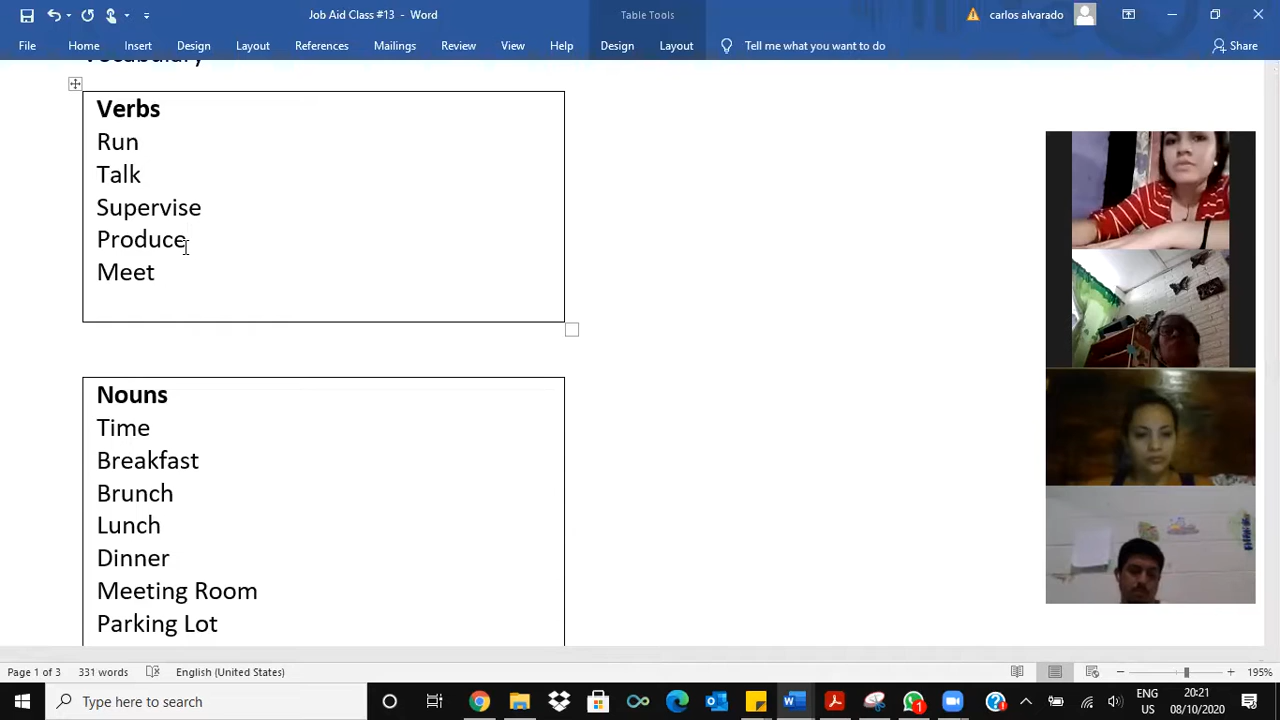 Job Aid Class #13 - Word
Table Tools
carlos alvarado
File Home Insert Design Layout References Mailings Review View Help Design Layout Tell me what you want to do Share
Vocabulary
Verbs
Run
Talk
Supervise
Produce
Meet
Nouns
Time
Breakfast
Brunch
Lunch
Dinner
Meeting Room
Parking Lot
Page 1 of 3 331 words English (United States) 195%
Type here to search
ENG
US
20:21
08/10/2020
1